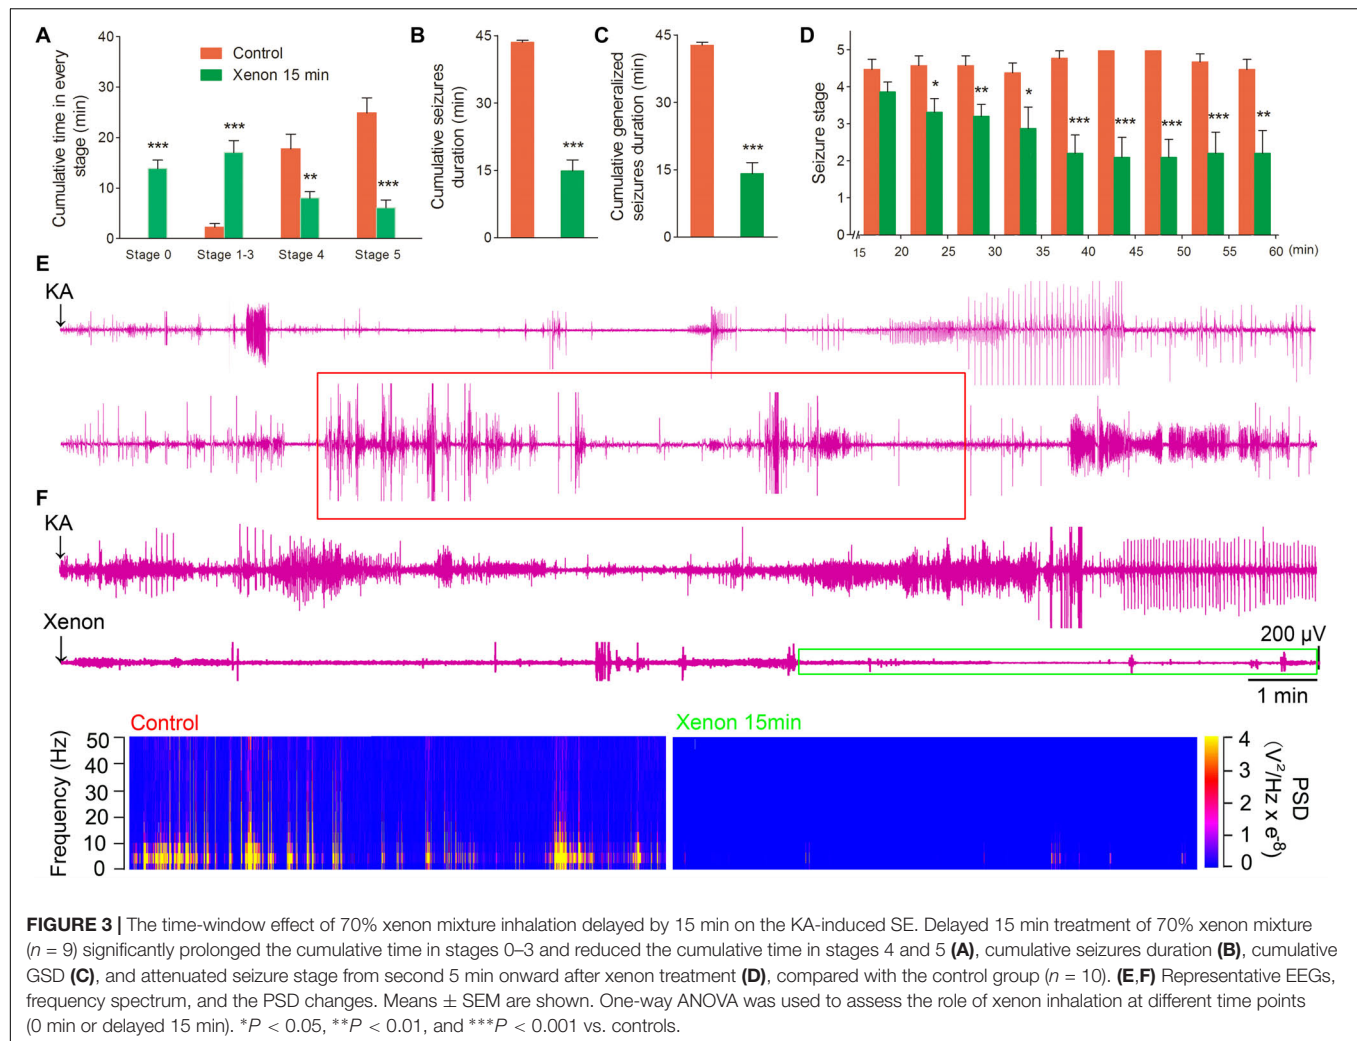 A
Cumulative time in every
stage (min)
40
30
20
10
0
Control
Xenon 15 min
***
***
**
***
Stage 0
Stage 1-3
Stage 4
Stage 5
B
Cumulative seizures
duration (min)
45
30
15
45
***
C
Cumulative generalized
seizures duration (min)
45
30
15
45
***
D
Seizure stage
5
4
3
2
1
0
*
**
*
***
***
***
***
**
15 20 25 30 35 40 45 50 55 60 (min)
E
KA
F
KA
Xenon
200 µV
1 min
Control
Xenon 15min
Frequency (Hz)
50
40
30
20
10
0
4
3
2
1
0
PSD
(V²/Hz x e⁻⁸)
FIGURE 3 | The time-window effect of 70% xenon mixture inhalation delayed by 15 min on the KA-induced SE. Delayed 15 min treatment of 70% xenon mixture
(n = 9) significantly prolonged the cumulative time in stages 0–3 and reduced the cumulative time in stages 4 and 5 (A), cumulative seizures duration (B), cumulative
GSD (C), and attenuated seizure stage from second 5 min onward after xenon treatment (D), compared with the control group (n = 10). (E,F) Representative EEGs,
frequency spectrum, and the PSD changes. Means ± SEM are shown. One-way ANOVA was used to assess the role of xenon inhalation at different time points
(0 min or delayed 15 min). *P < 0.05, **P < 0.01, and ***P < 0.001 vs. controls.